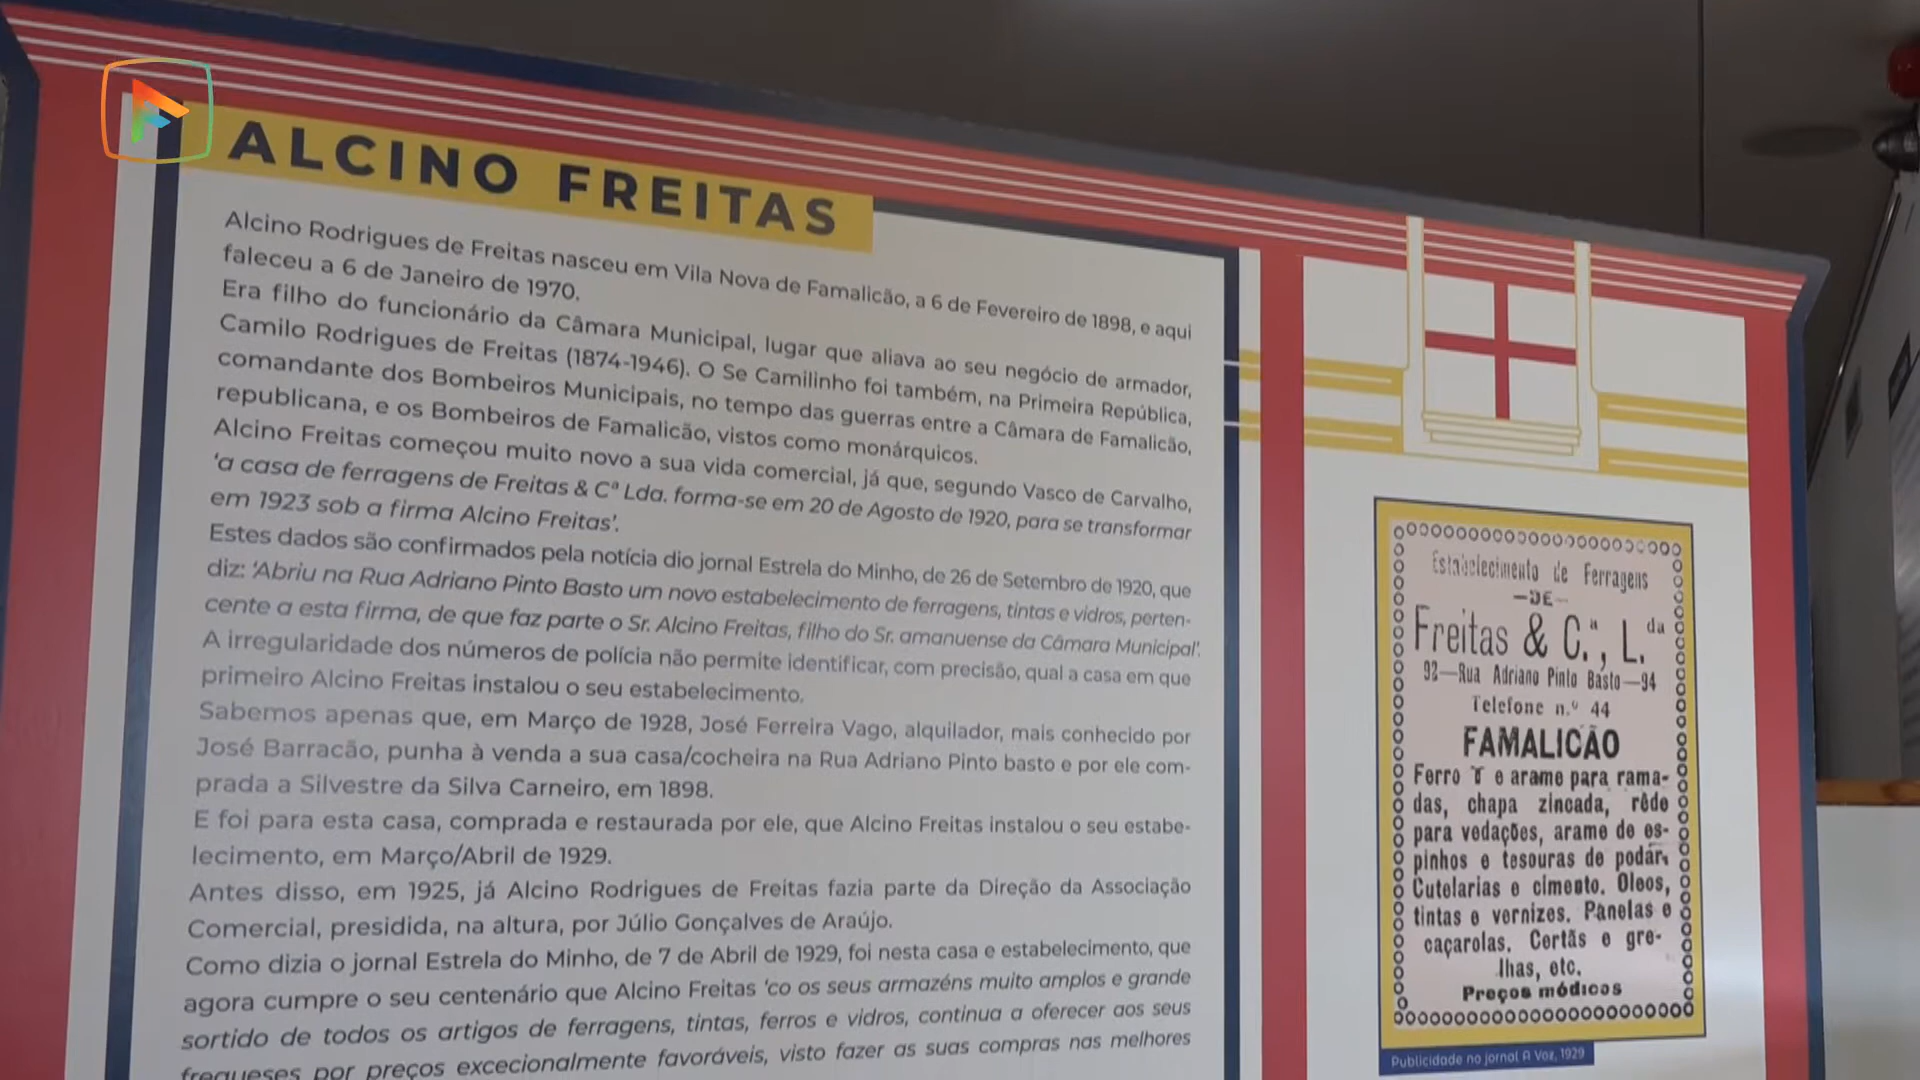 ALCINO FREITAS
Alcino Rodrigues de Freitas nasceu em Vila Nova de Famalicão, a 6 de Fevereiro de 1898, e aqui
faleceu a 6 de Janeiro de 1970.
Era filho do funcionário da Câmara Municipal, lugar que aliava ao seu negócio de armador,
Camilo Rodrigues de Freitas (1874-1946). O Se Camilinho foi também, na Primeira República,
comandante dos Bombeiros Municipais, no tempo das guerras entre a Câmara de Famalicão,
republicana, e os Bombeiros de Famalicão, vistos como monárquicos.
Alcino Freitas começou muito novo a sua vida comercial, já que, segundo Vasco de Carvalho,
'a casa de ferragens de Freitas & Cª Lda. forma-se em 20 de Agosto de 1920, para se transformar
em 1923 sob a firma Alcino Freitas'.
Estes dados são confirmados pela notícia dio jornal Estrela do Minho, de 26 de Setembro de 1920, que
diz: 'Abriu na Rua Adriano Pinto Basto um novo estabelecimento de ferragens, tintas e vidros, perten-
cente a esta firma, de que faz parte o Sr. Alcino Freitas, filho do Sr. amanuense da Câmara Municipal'.
A irregularidade dos números de polícia não permite identificar, com precisão, qual a casa em que
primeiro Alcino Freitas instalou o seu estabelecimento.
Sabemos apenas que, em Março de 1928, José Ferreira Vago, alquilador, mais conhecido por
José Barracão, punha à venda a sua casa/cocheira na Rua Adriano Pinto basto e por ele com-
prada a Silvestre da Silva Carneiro, em 1898.
E foi para esta casa, comprada e restaurada por ele, que Alcino Freitas instalou o seu estabe-
lecimento, em Março/Abril de 1929.
Antes disso, em 1925, já Alcino Rodrigues de Freitas fazia parte da Direção da Associação
Comercial, presidida, na altura, por Júlio Gonçalves de Araújo.
Como dizia o jornal Estrela do Minho, de 7 de Abril de 1929, foi nesta casa e estabelecimento, que
agora cumpre o seu centenário que Alcino Freitas 'co os seus armazéns muito amplos e grande
sortido de todos os artigos de ferragens, tintas, ferros e vidros, continua a oferecer aos seus
fregueses por preços excecionalmente favoráveis, visto fazer as suas compras nas melhores
Estabelecimento de Ferragens
—DE—
Freitas & C.ª, L.da
92—Rua Adriano Pinto Basto—94
Telefone n.º 44
FAMALICÃO
Ferro T e arame para rama-
das, chapa zincada, rêde
para vedações, arame de es-
pinhos e tesouras de podar.
Cutelarias e cimento. Oleos,
tintas e vernizes. Panelas e
caçarolas. Certãs e gre-
lhas, etc.
Preços módicos
Publicidade no jornal A Voz, 1929